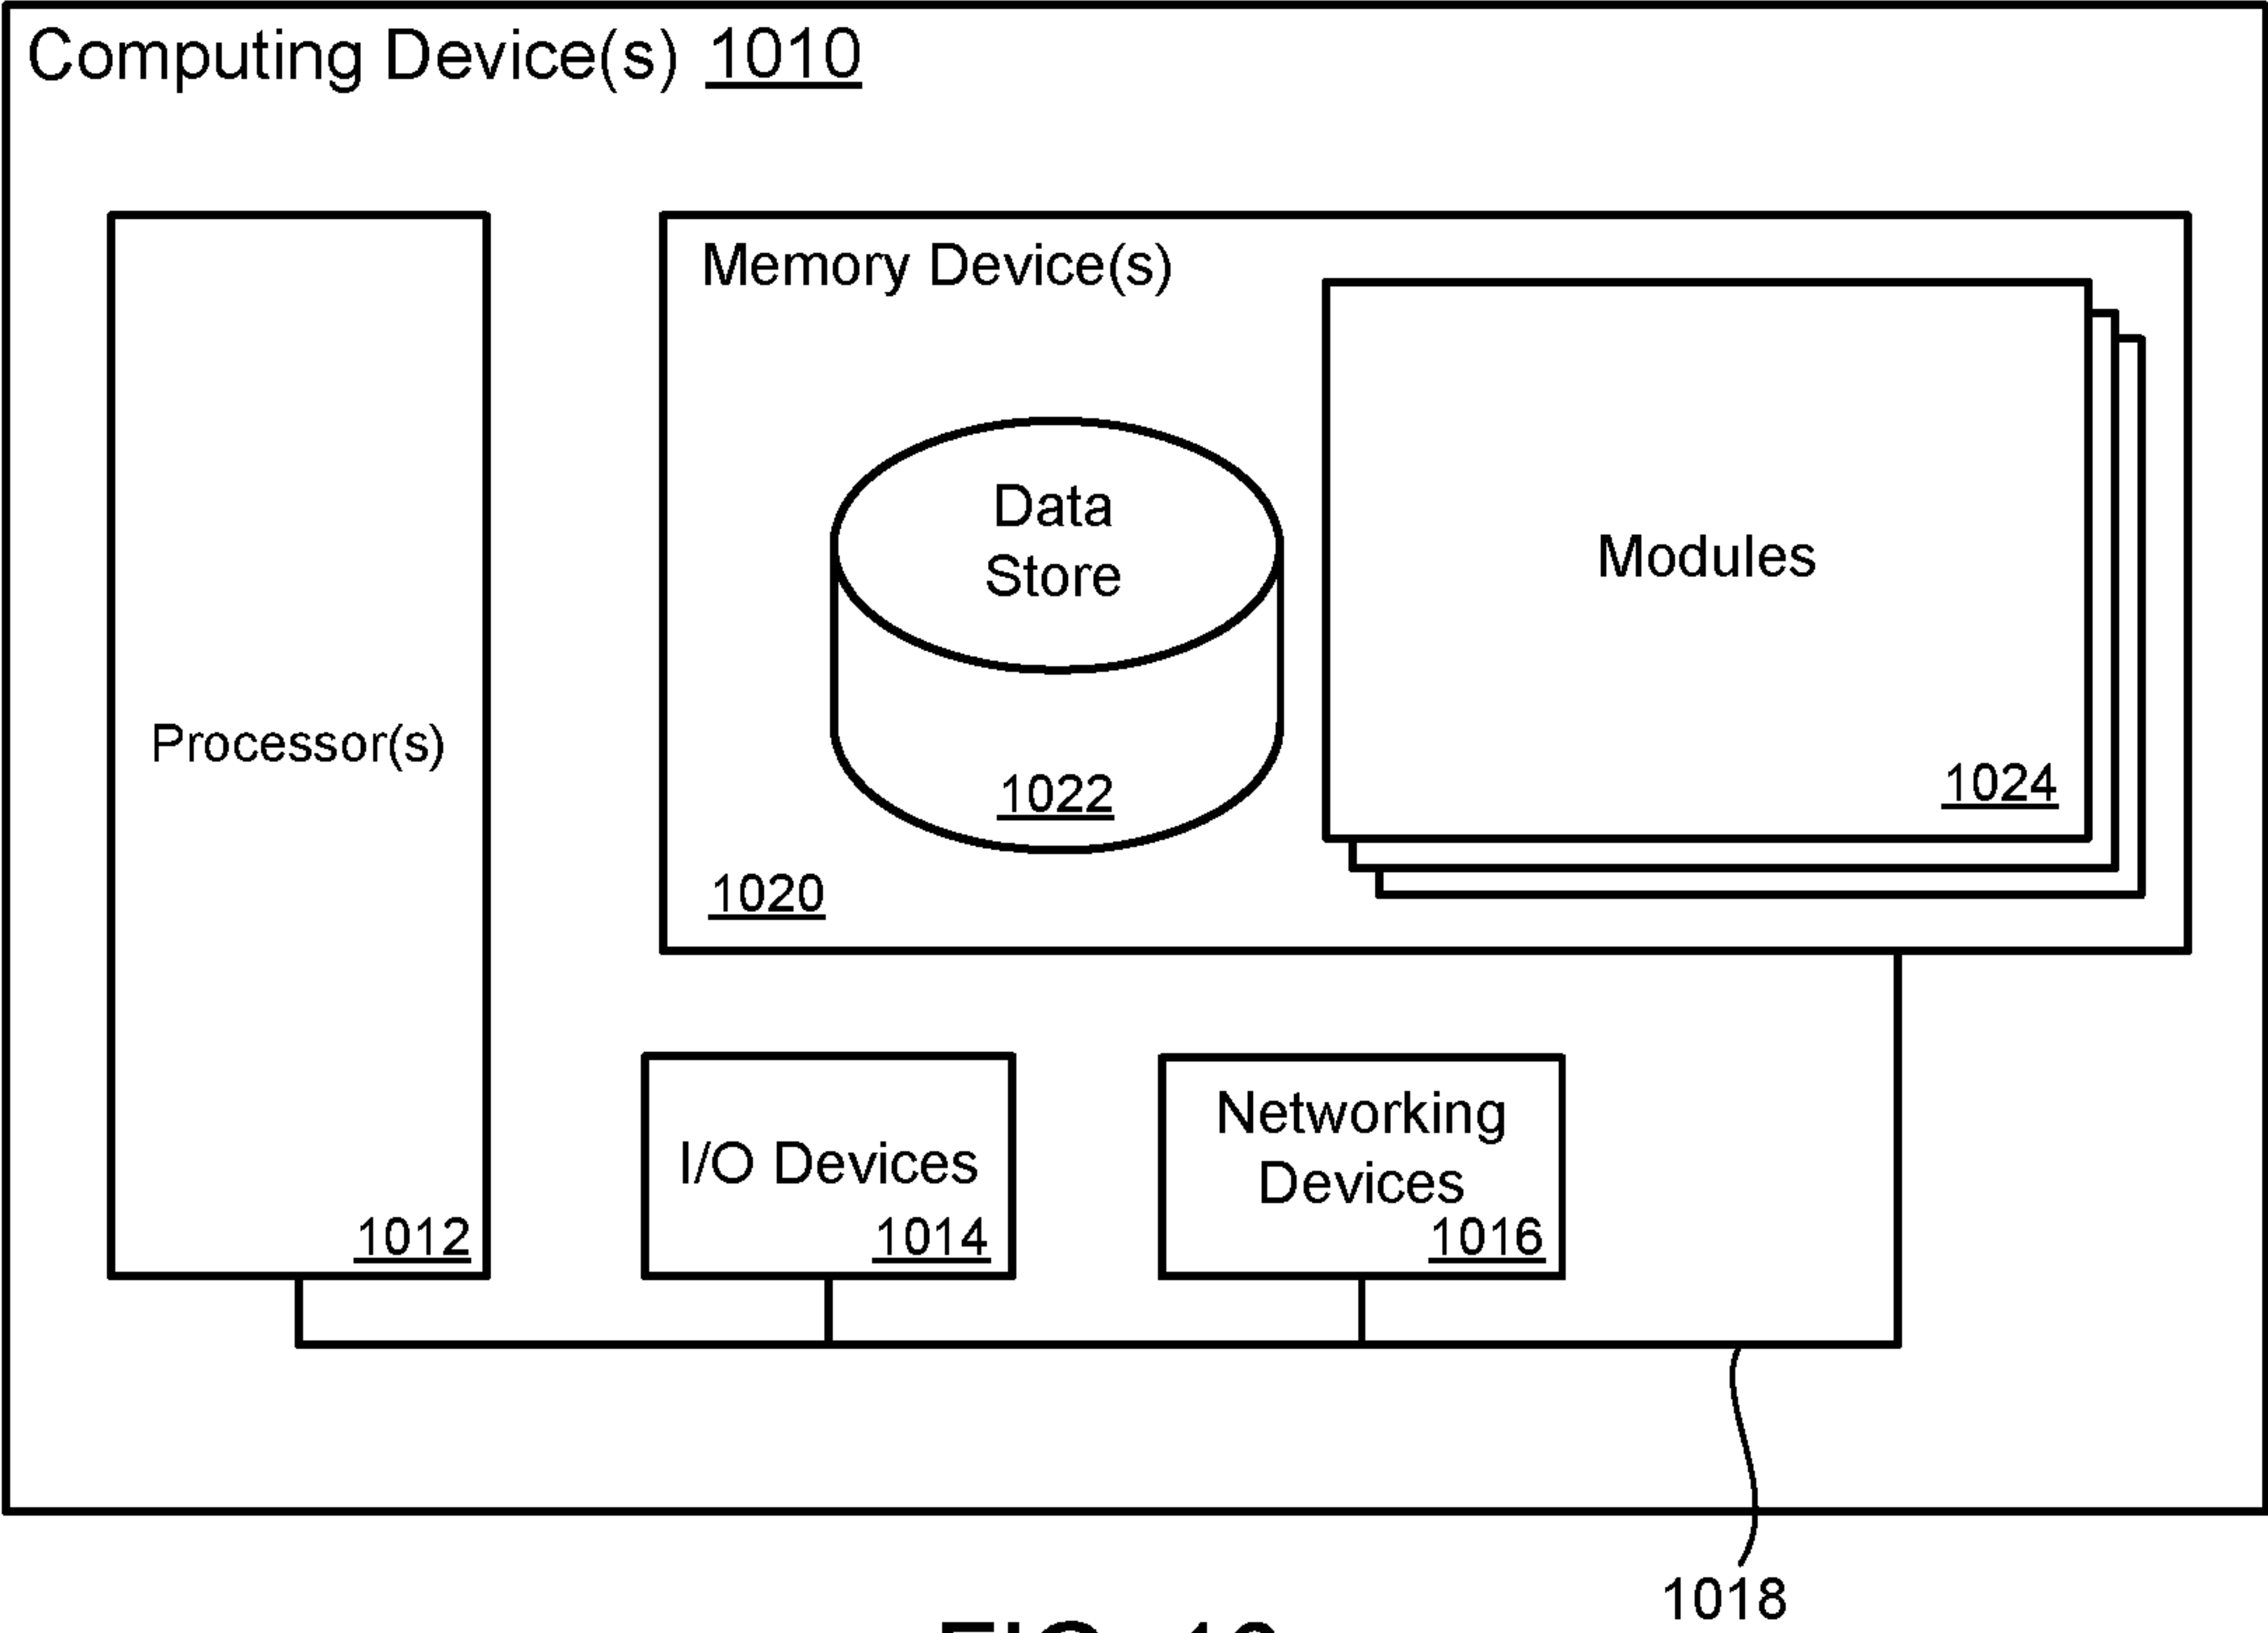 Computing Device(s) 1010
Memory Device(s)
Data
Store
Modules
Processor(s)
1024
1022
1020
Networking
I/O Devices
Devices
1012
1014
1016
1018